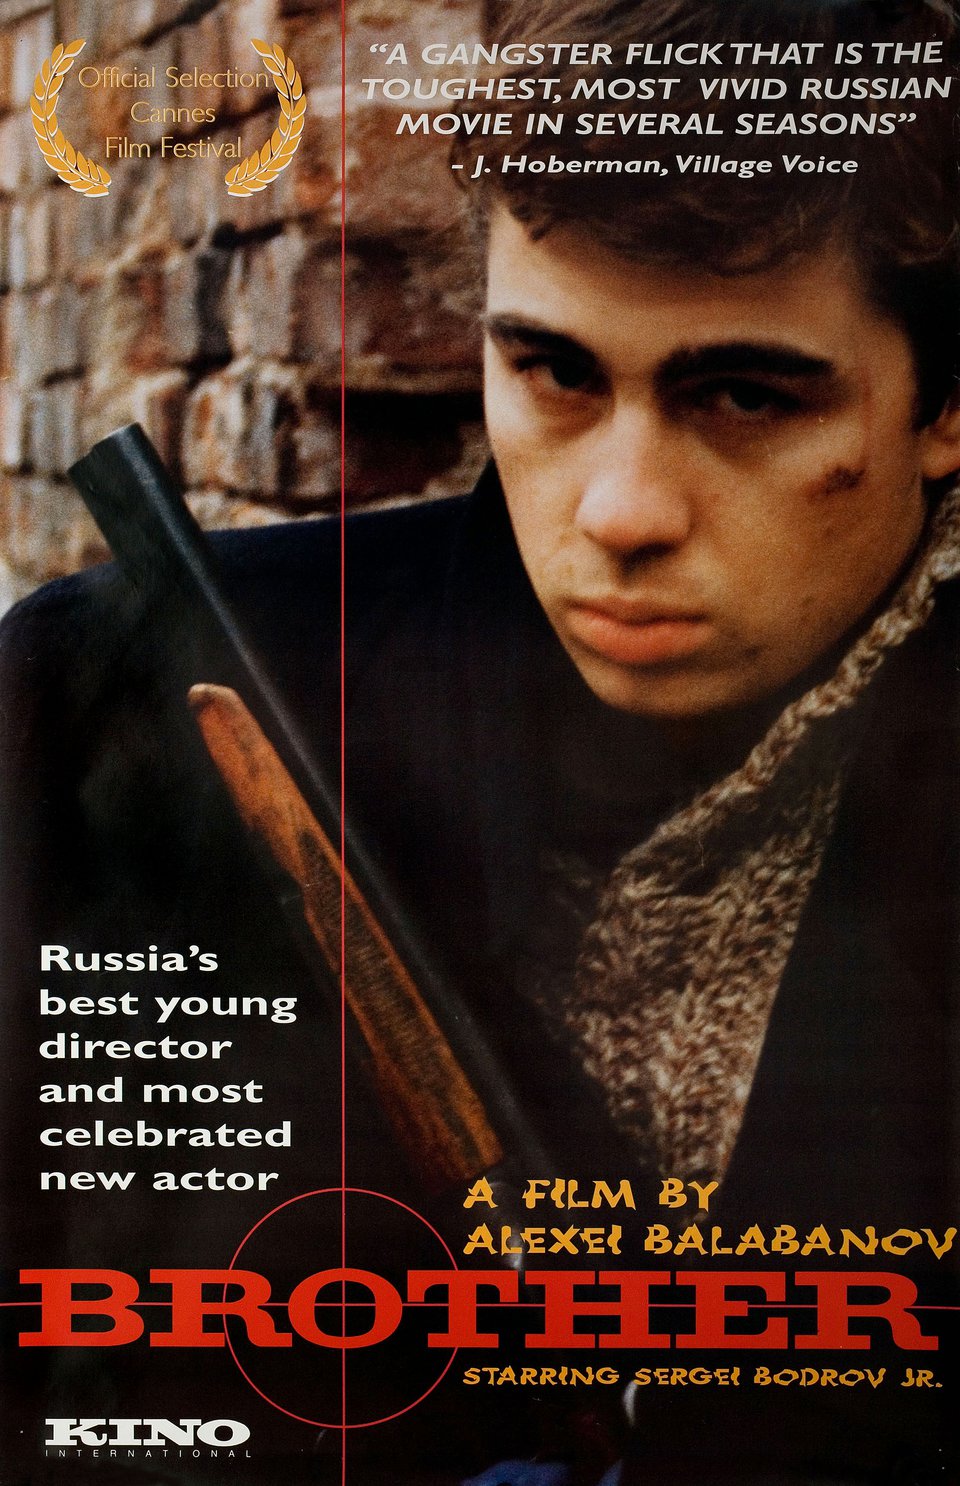 Official Selection
Cannes
Film Festival
“A GANGSTER FLICK THAT IS THE
TOUGHEST, MOST VIVID RUSSIAN
MOVIE IN SEVERAL SEASONS”
- J. Hoberman, Village Voice
Russia’s
best young
director
and most
celebrated
new actor
A FILM BY
ALEXEI BALABANOV
BROTHER
STARRING SERGEI BODROV JR.
KINO
INTERNATIONAL